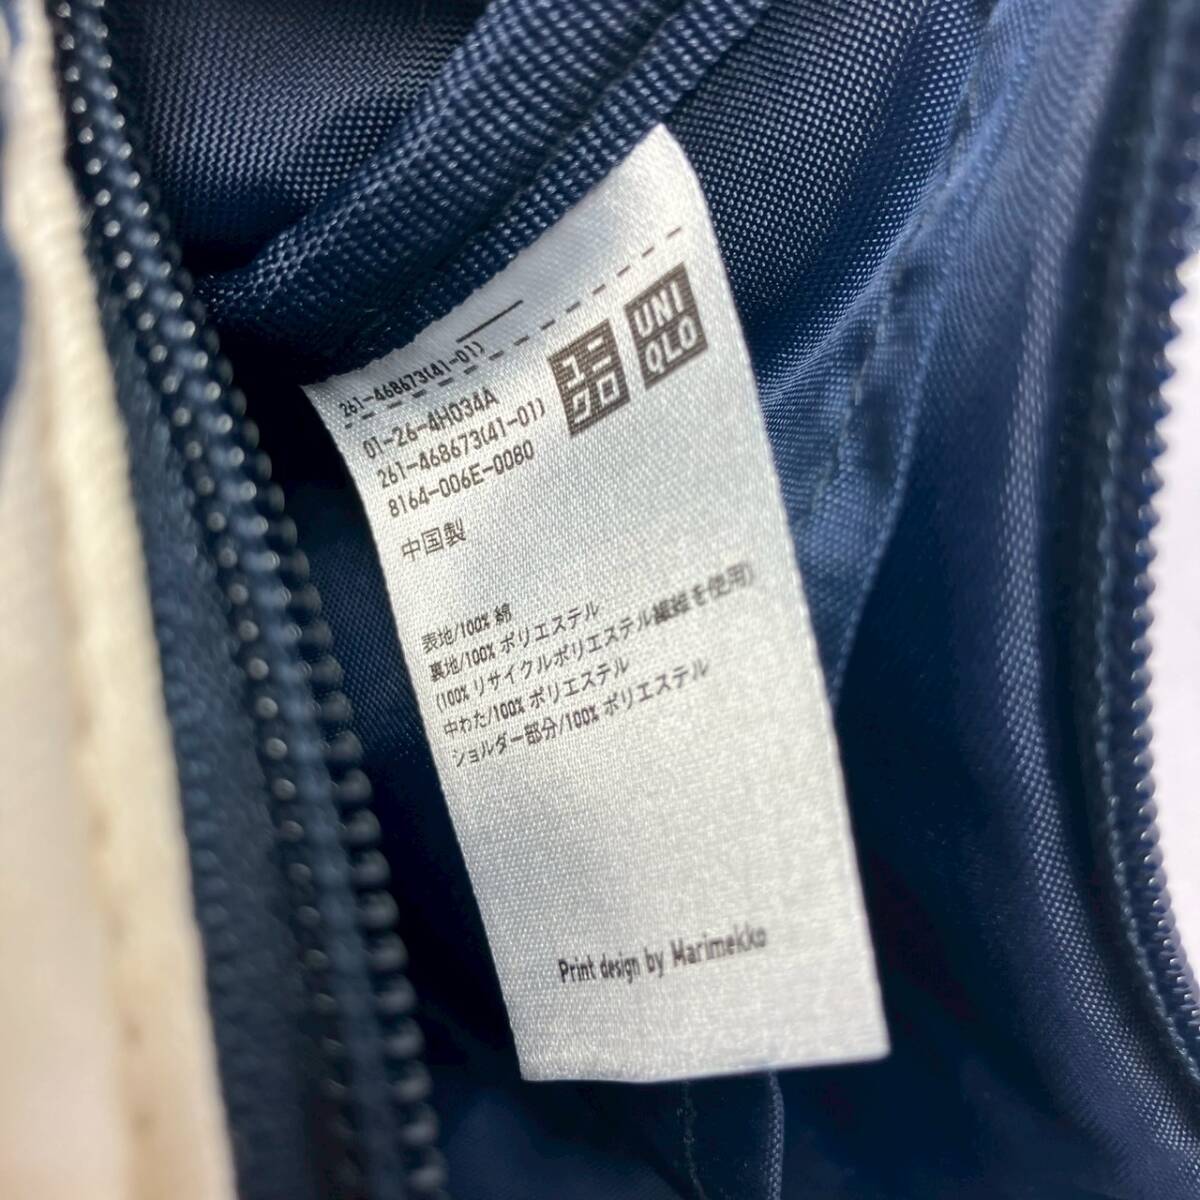 261-468673(41-01)
ユニ
クロ
UNI
QLO
01-26-4H034A
261-468673(41-01)
8164-006E-0080
中国製
表地/100% 綿
裏地/100% ポリエステル
(100% リサイクルポリエステル繊維を使用)
中わた/100% ポリエステル
ショルダー部分/100% ポリエステル
Print design by Marimekko